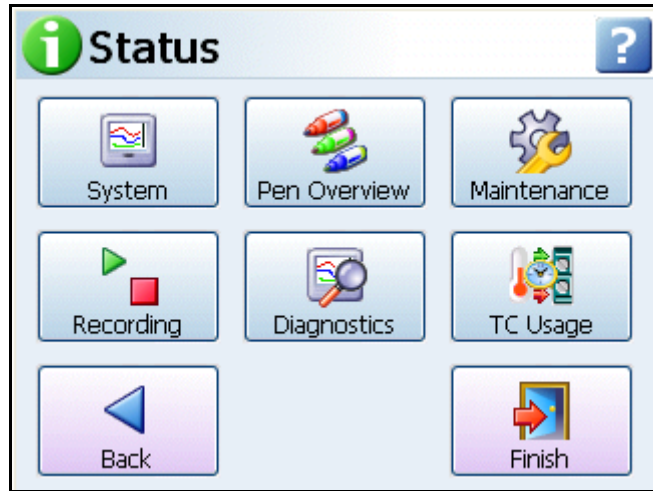 i Status ?
System Pen Overview Maintenance
Recording Diagnostics TC Usage
Back Finish